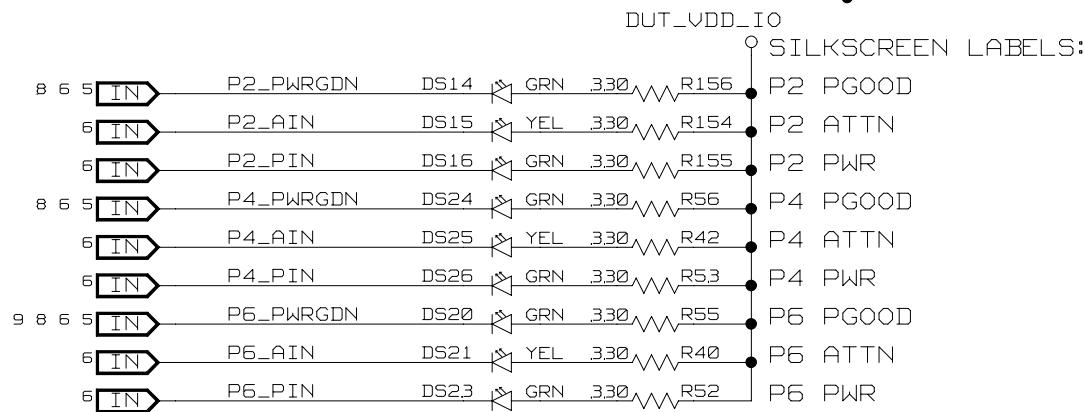 DUT_VDD_IO
SILKSCREEN LABELS:
8 6 5 IN P2_PWRGDN DS14 GRN 330 R156 P2 PGOOD
6 IN P2_AIN DS15 YEL 330 R154 P2 ATTN
6 IN P2_PIN DS16 GRN 330 R155 P2 PWR
8 6 5 IN P4_PWRGDN DS24 GRN 330 R56 P4 PGOOD
6 IN P4_AIN DS25 YEL 330 R42 P4 ATTN
6 IN P4_PIN DS26 GRN 330 R53 P4 PWR
9 8 6 5 IN P6_PWRGDN DS20 GRN 330 R55 P6 PGOOD
6 IN P6_AIN DS21 YEL 330 R40 P6 ATTN
6 IN P6_PIN DS23 GRN 330 R52 P6 PWR